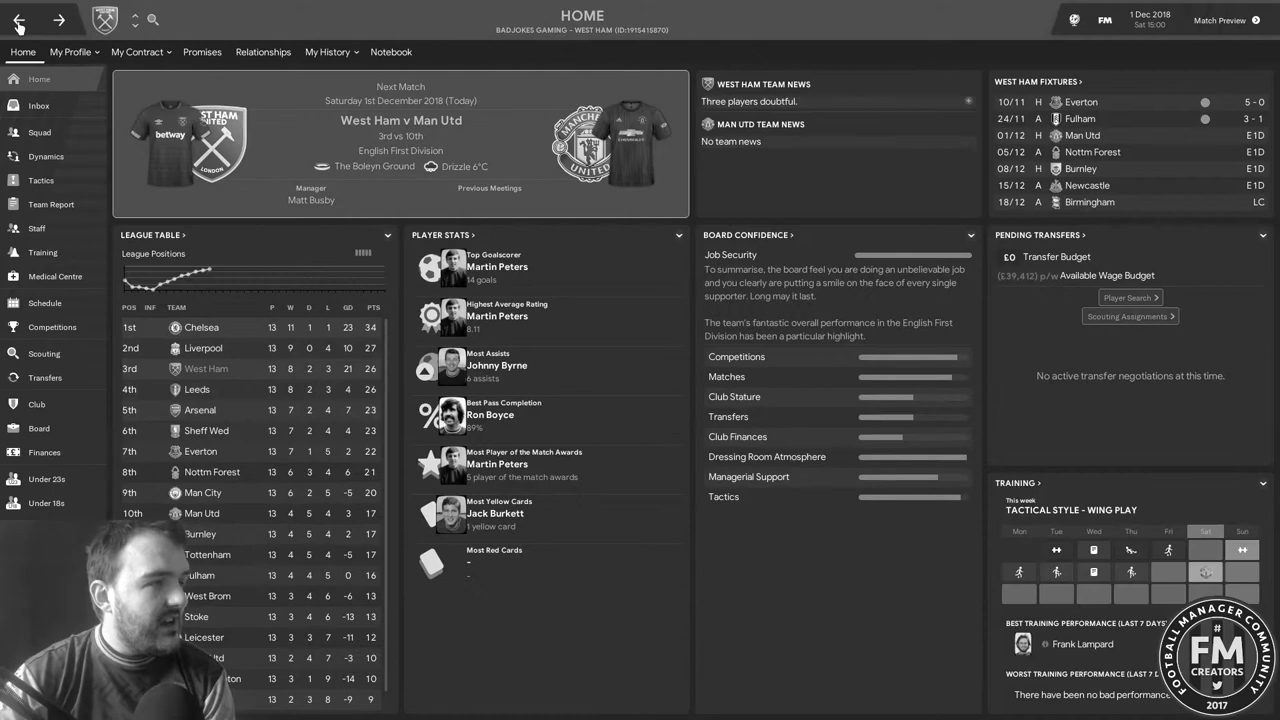 HOME
BADJOKES GAMING - WEST HAM (ID:1915415870)
FM
1 Dec 2018
Sat 15:00
Match Preview
Home
My Profile
My Contract
Promises
Relationships
My History
Notebook
Home
Inbox
Squad
Dynamics
Tactics
Team Report
Staff
Training
Medical Centre
Schedule
Competitions
Scouting
Transfers
Club
Board
Finances
Under 23s
Under 18s
Next Match
Saturday 1st December 2018 (Today)
West Ham v Man Utd
3rd vs 10th
English First Division
The Boleyn Ground
Drizzle 6°C
Manager
Matt Busby
Previous Meetings
betway
LONDON
CHEVROLET
WEST HAM TEAM NEWS
Three players doubtful.
MAN UTD TEAM NEWS
No team news
WEST HAM FIXTURES >
10/11 H Everton 5 - 0
24/11 A Fulham 3 - 1
01/12 H Man Utd E1D
05/12 A Nottm Forest E1D
08/12 H Burnley E1D
15/12 A Newcastle E1D
18/12 A Birmingham LC
LEAGUE TABLE >
League Positions
POS INF TEAM P W D L GD PTS
1st Chelsea 13 11 1 1 23 34
2nd Liverpool 13 9 0 4 10 27
3rd West Ham 13 8 2 3 21 26
4th Leeds 13 8 2 3 4 26
5th Arsenal 13 7 2 4 7 23
6th Sheff Wed 13 7 2 4 4 23
7th Everton 13 7 1 5 2 22
8th Nottm Forest 13 6 3 4 6 21
9th Man City 13 6 2 5 -5 20
10th Man Utd 13 4 5 4 3 17
Burnley 13 4 5 4 2 17
Tottenham 13 5 2 6 -5 17
ulham 13 4 4 5 0 16
West Brom 13 3 4 6 -6 13
Stoke 13 3 4 6 -13 13
Leicester 13 3 3 7 -11 12
Utd 13 2 4 7 -3 10
ton 13 3 1 9 -14 10
13 2 3 8 -9 9
PLAYER STATS >
Top Goalscorer
Martin Peters
14 goals
Highest Average Rating
Martin Peters
8.11
Most Assists
Johnny Byrne
6 assists
Best Pass Completion
Ron Boyce
89%
Most Player of the Match Awards
Martin Peters
5 player of the match awards
Most Yellow Cards
Jack Burkett
1 yellow card
Most Red Cards
-
-
BOARD CONFIDENCE >
Job Security
To summarise, the board feel you are doing an unbelievable job
and you clearly are putting a smile on the face of every single
supporter. Long may it last.
The team's fantastic overall performance in the English First
Division has been a particular highlight.
Competitions
Matches
Club Stature
Transfers
Club Finances
Dressing Room Atmosphere
Managerial Support
Tactics
PENDING TRANSFERS >
£0 Transfer Budget
(£39,412) p/w Available Wage Budget
Player Search >
Scouting Assignments >
No active transfer negotiations at this time.
TRAINING >
This week
TACTICAL STYLE - WING PLAY
Mon Tue Wed Thu Fri Sat Sun
BEST TRAINING PERFORMANCE (LAST 7 DAYS
Frank Lampard
WORST TRAINING PERFORMANCE (LAST 7 D
There have been no bad performance
FOOTBALL MANAGER COMMUNITY
#
FM
CREATORS
2017